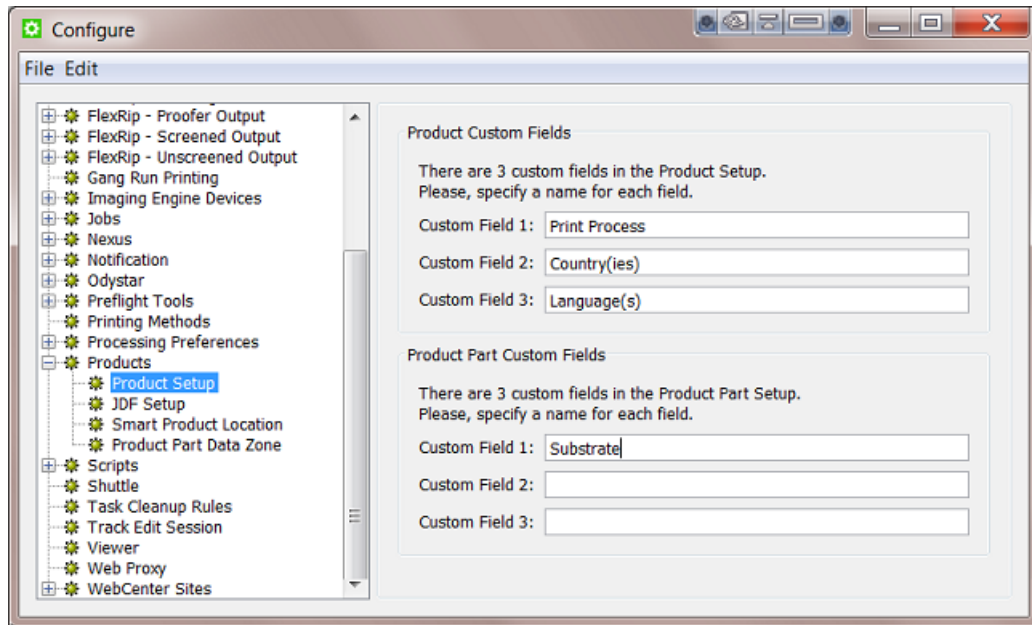 Configure
File Edit
FlexRip - Proofer Output
FlexRip - Screened Output
FlexRip - Unscreened Output
Gang Run Printing
Imaging Engine Devices
Jobs
Nexus
Notification
Odystar
Preflight Tools
Printing Methods
Processing Preferences
Products
Product Setup
JDF Setup
Smart Product Location
Product Part Data Zone
Scripts
Shuttle
Task Cleanup Rules
Track Edit Session
Viewer
Web Proxy
WebCenter Sites
Product Custom Fields
There are 3 custom fields in the Product Setup.
Please, specify a name for each field.
Custom Field 1: Print Process
Custom Field 2: Country(ies)
Custom Field 3: Language(s)
Product Part Custom Fields
There are 3 custom fields in the Product Part Setup.
Please, specify a name for each field.
Custom Field 1: Substrate
Custom Field 2:
Custom Field 3: